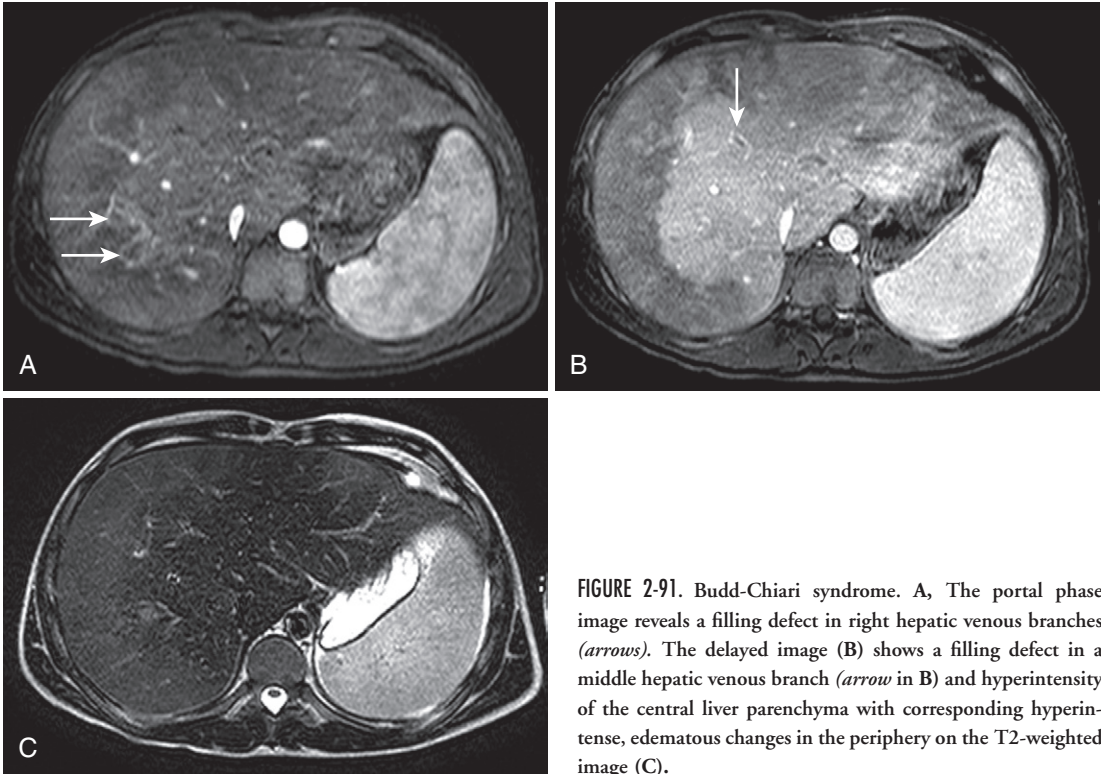 A
B
C
FIGURE 2-91. Budd-Chiari syndrome. A, The portal phase
image reveals a filling defect in right hepatic venous branches
(arrows). The delayed image (B) shows a filling defect in a
middle hepatic venous branch (arrow in B) and hyperintensity
of the central liver parenchyma with corresponding hyperin-
tense, edematous changes in the periphery on the T2-weighted
image (C).